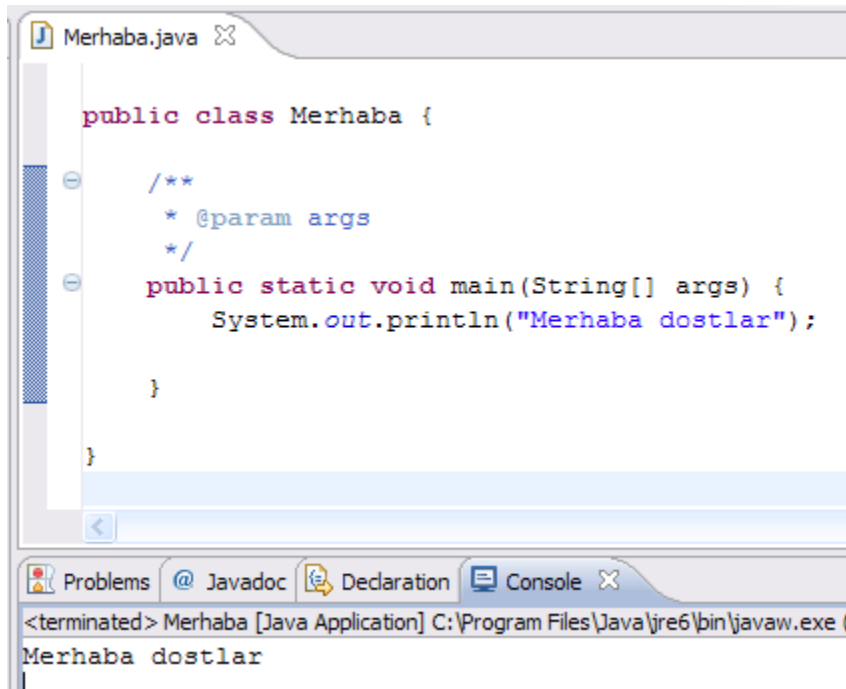 Merhaba.java
public class Merhaba {
/**
* @param args
*/
public static void main(String[] args) {
System.out.println("Merhaba dostlar");
}
}
Problems @ Javadoc Declaration Console
<terminated> Merhaba [Java Application] C:\Program Files\Java\jre6\bin\javaw.exe (
Merhaba dostlar